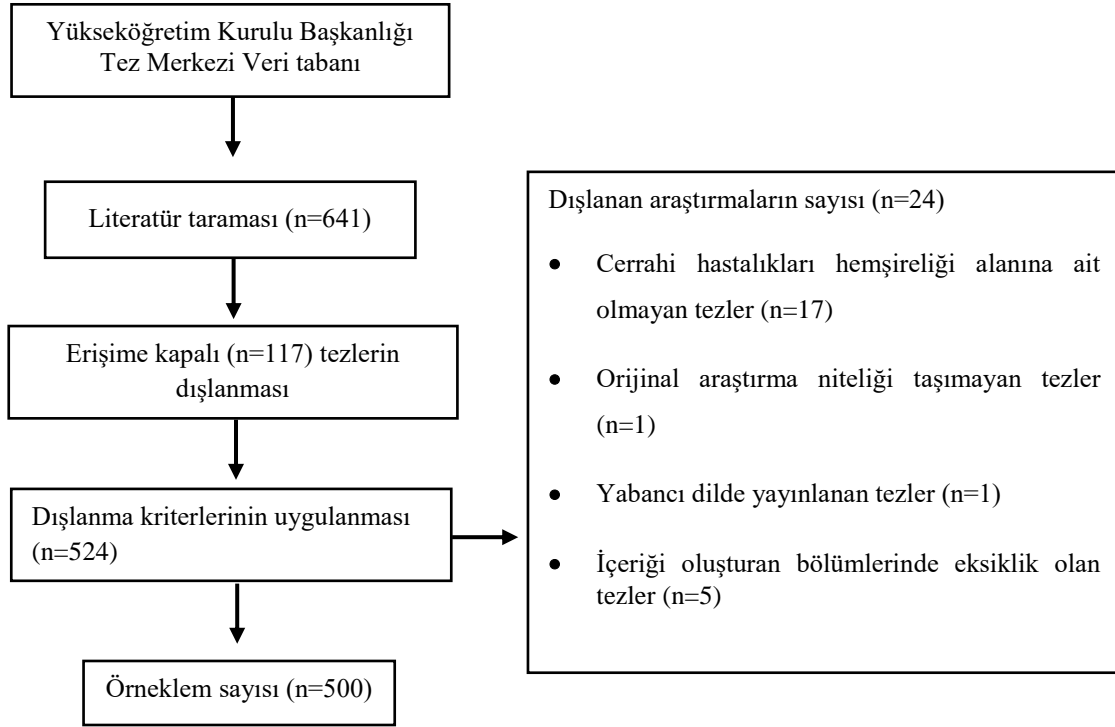 Yükseköğretim Kurulu Başkanlığı
Tez Merkezi Veri tabanı
Literatür taraması (n=641)
Erişime kapalı (n=117) tezlerin
dışlanması
Dışlanma kriterlerinin uygulanması
(n=524)
Örneklem sayısı (n=500)
Dışlanan araştırmaların sayısı (n=24)
● Cerrahi hastalıkları hemşireliği alanına ait
olmayan tezler (n=17)
● Orijinal araştırma niteliği taşımayan tezler
(n=1)
● Yabancı dilde yayınlanan tezler (n=1)
● İçeriği oluşturan bölümlerinde eksiklik olan
tezler (n=5)